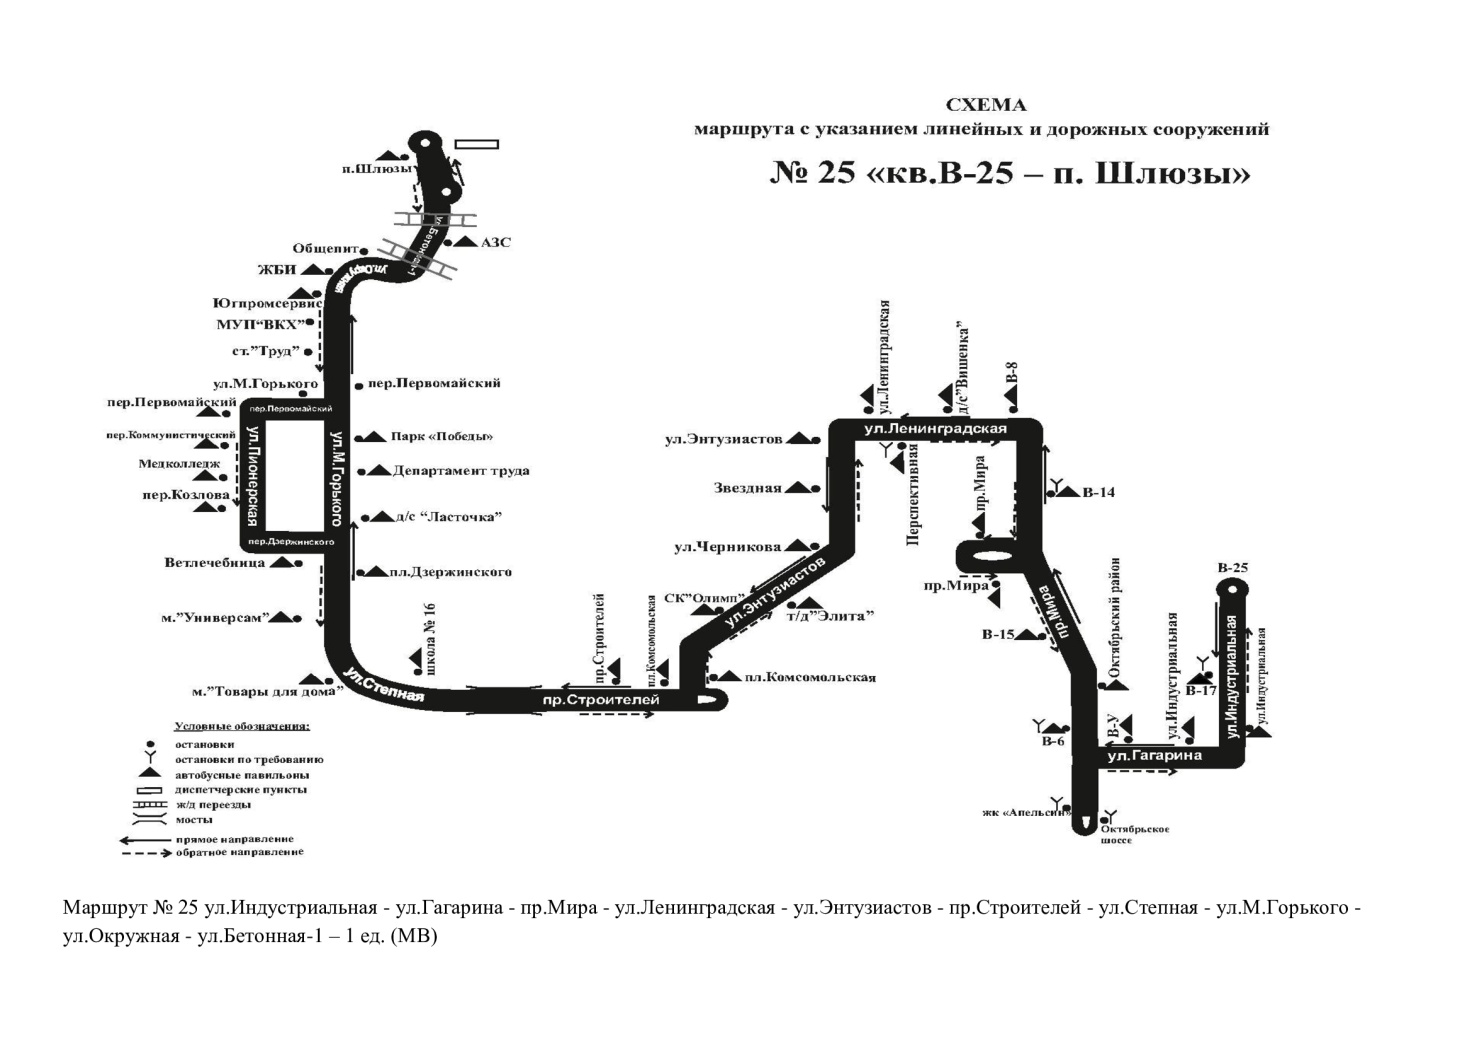 СХЕМА
маршрута с указанием линейных и дорожных сооружений
№ 25 «кв.В-25 – п. Шлюзы»
п.Шлюзы
ул.Бетонная-1
АЗС
Общепит
ул.Окружная
ЖБИ
Югпромсервис
МУП“ВКХ”
ст.”Труд”
ул.М.Горького
пер.Первомайский
пер.Первомайский
пер.Первомайский
пер.Коммунистический
ул.Пионерская
ул.М.Горького
Парк «Победы»
Медколледж
Департамент труда
пер.Козлова
д/с “Ласточка”
пер.Дзержинского
Ветлечебница
пл.Дзержинского
м.”Универсам”
школа № 16
м.”Товары для дома”
ул.Степная
пр.Строителей
пр.Строителей
пл.Комсомольская
пл.Комсомольская
СК”Олимп”
ул.Энтузиастов
т/д”Элита”
ул.Черникова
Звездная
ул.Энтузиастов
ул.Ленинградская
д/с”Вишенка”
В-8
ул.Ленинградская
Перспективная
пр.Мира
В-14
пр.Мира
пр.Мира
В-15
Октябрьский район
В-6
В-У
ул.Индустриальная
ул.Гагарина
В-25
В-17
ул.Индустриальная
ул.Индустриальная
жк «Апельсин»
Октябрьское
шоссе
Условные обозначения:
остановки
остановки по требованию
автобусные павильоны
диспетчерские пункты
ж/д переезды
мосты
прямое направление
обратное направление
Маршрут № 25 ул.Индустриальная - ул.Гагарина - пр.Мира - ул.Ленинградская - ул.Энтузиастов - пр.Строителей - ул.Степная - ул.М.Горького -
ул.Окружная - ул.Бетонная-1 – 1 ед. (МВ)